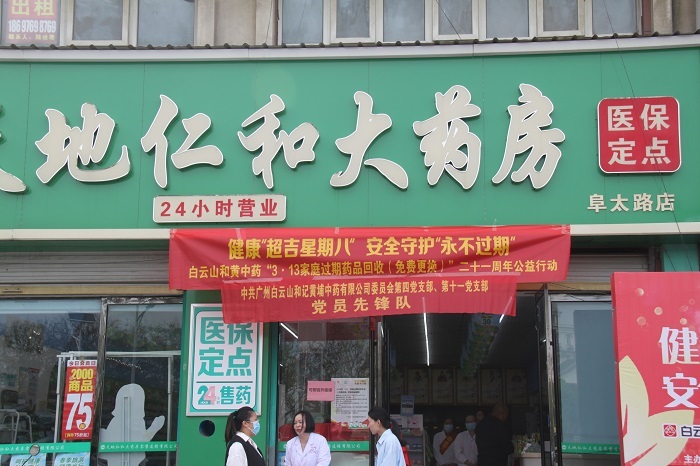 出租
18697698769
天地仁和大药房
医保
定点
24小时营业
阜太路店
健康“超吉星期八” 安全守护“永不过期”
白云山和黄中药“3·13家庭过期药品回收（免费更换）”二十一周年公益行动
中共广州白云山和记黄埔中药有限公司委员会第四党支部、第十一党支部
党员先锋队
医保
定点
24售药
2000
商品
75
健
安
白云
主办